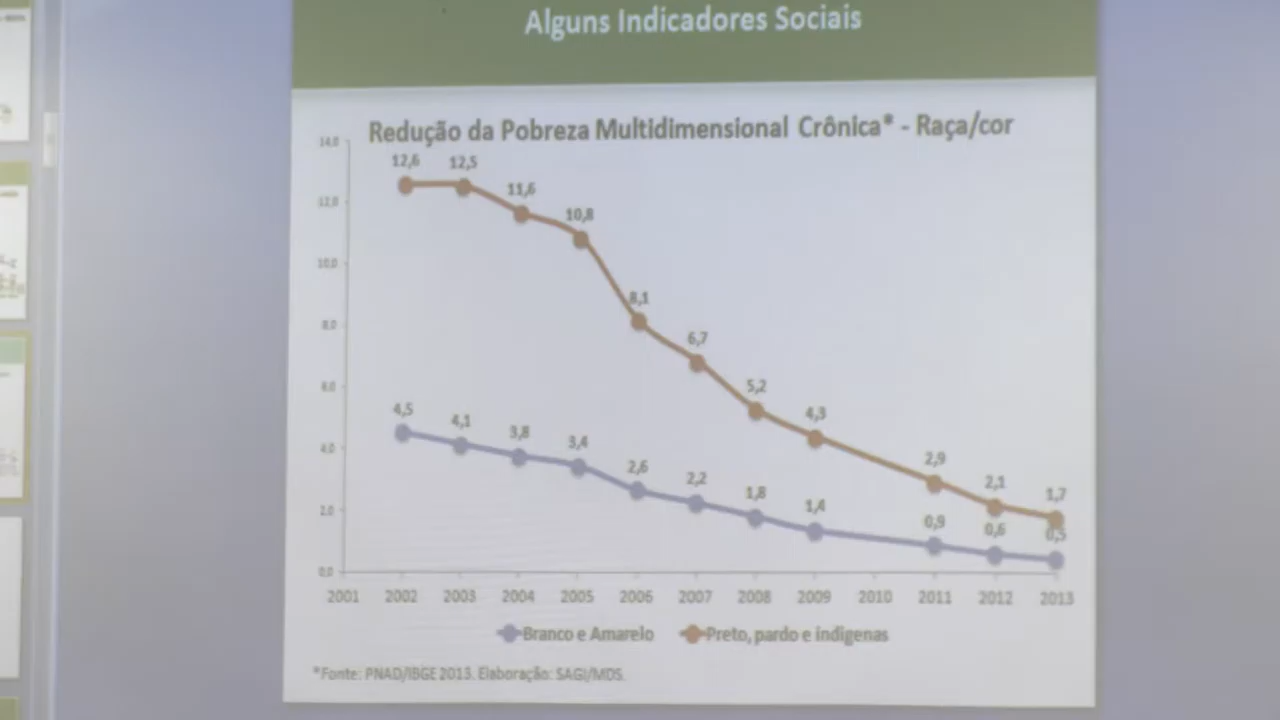 Alguns Indicadores Sociais
Redução da Pobreza Multidimensional Crônica* - Raça/cor
14,0
12,0
10,0
8,0
6,0
4,0
2,0
0,0
12,6 12,5 11,6 10,8 8,1 6,7 5,2 4,3 2,9 2,1 1,7
4,5 4,1 3,8 3,4 2,6 2,2 1,8 1,4 0,9 0,6 0,5
2001 2002 2003 2004 2005 2006 2007 2008 2009 2010 2011 2012 2013
Branco e Amarelo Preto, pardo e indígenas
*Fonte: PNAD/IBGE 2013. Elaboração: SAGI/MDS.